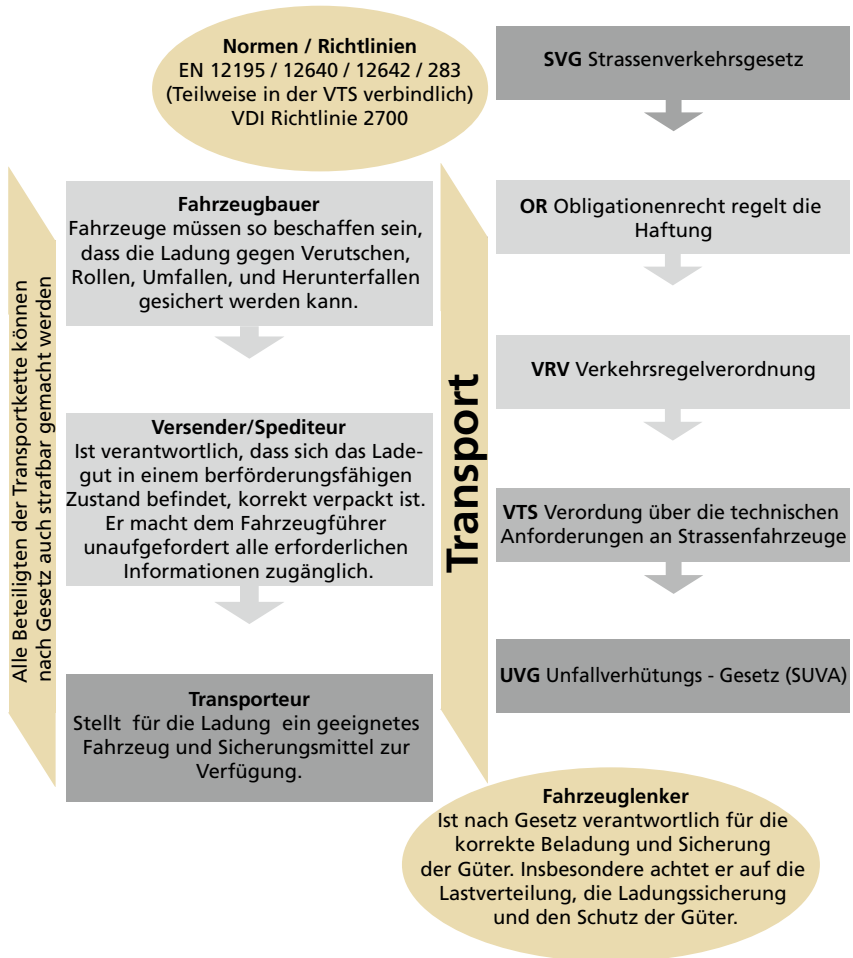 Normen / Richtlinien
EN 12195 / 12640 / 12642 / 283
(Teilweise in der VTS verbindlich)
VDI Richtlinie 2700
Alle Beteiligten der Transportkette können
nach Gesetz auch strafbar gemacht werden
Fahrzeugbauer
Fahrzeuge müssen so beschaffen sein,
dass die Ladung gegen Verutschen,
Rollen, Umfallen, und Herunterfallen
gesichert werden kann.
Versender/Spediteur
Ist verantwortlich, dass sich das Lade-
gut in einem berförderungsfähigen
Zustand befindet, korrekt verpackt ist.
Er macht dem Fahrzeugführer
unaufgefordert alle erforderlichen
Informationen zugänglich.
Transporteur
Stellt für die Ladung ein geeignetes
Fahrzeug und Sicherungsmittel zur
Verfügung.
Transport
SVG Strassenverkehrsgesetz
OR Obligationenrecht regelt die
Haftung
VRV Verkehrsregelverordnung
VTS Verordung über die technischen
Anforderungen an Strassenfahrzeuge
UVG Unfallverhütungs - Gesetz (SUVA)
Fahrzeuglenker
Ist nach Gesetz verantwortlich für die
korrekte Beladung und Sicherung
der Güter. Insbesondere achtet er auf die
Lastverteilung, die Ladungssicherung
und den Schutz der Güter.